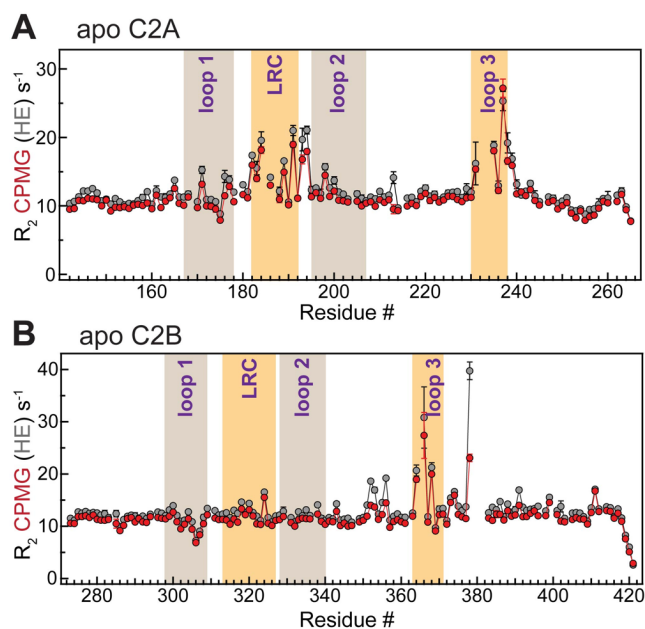 A apo C2A
R2 CPMG (HE) s-1
30
20
10
0
loop 1
LRC
loop 2
loop 3
160 180 200 220 240 260
Residue #
B apo C2B
R2 CPMG (HE) s-1
40
30
20
10
0
loop 1
LRC
loop 2
loop 3
280 300 320 340 360 380 400 420
Residue #